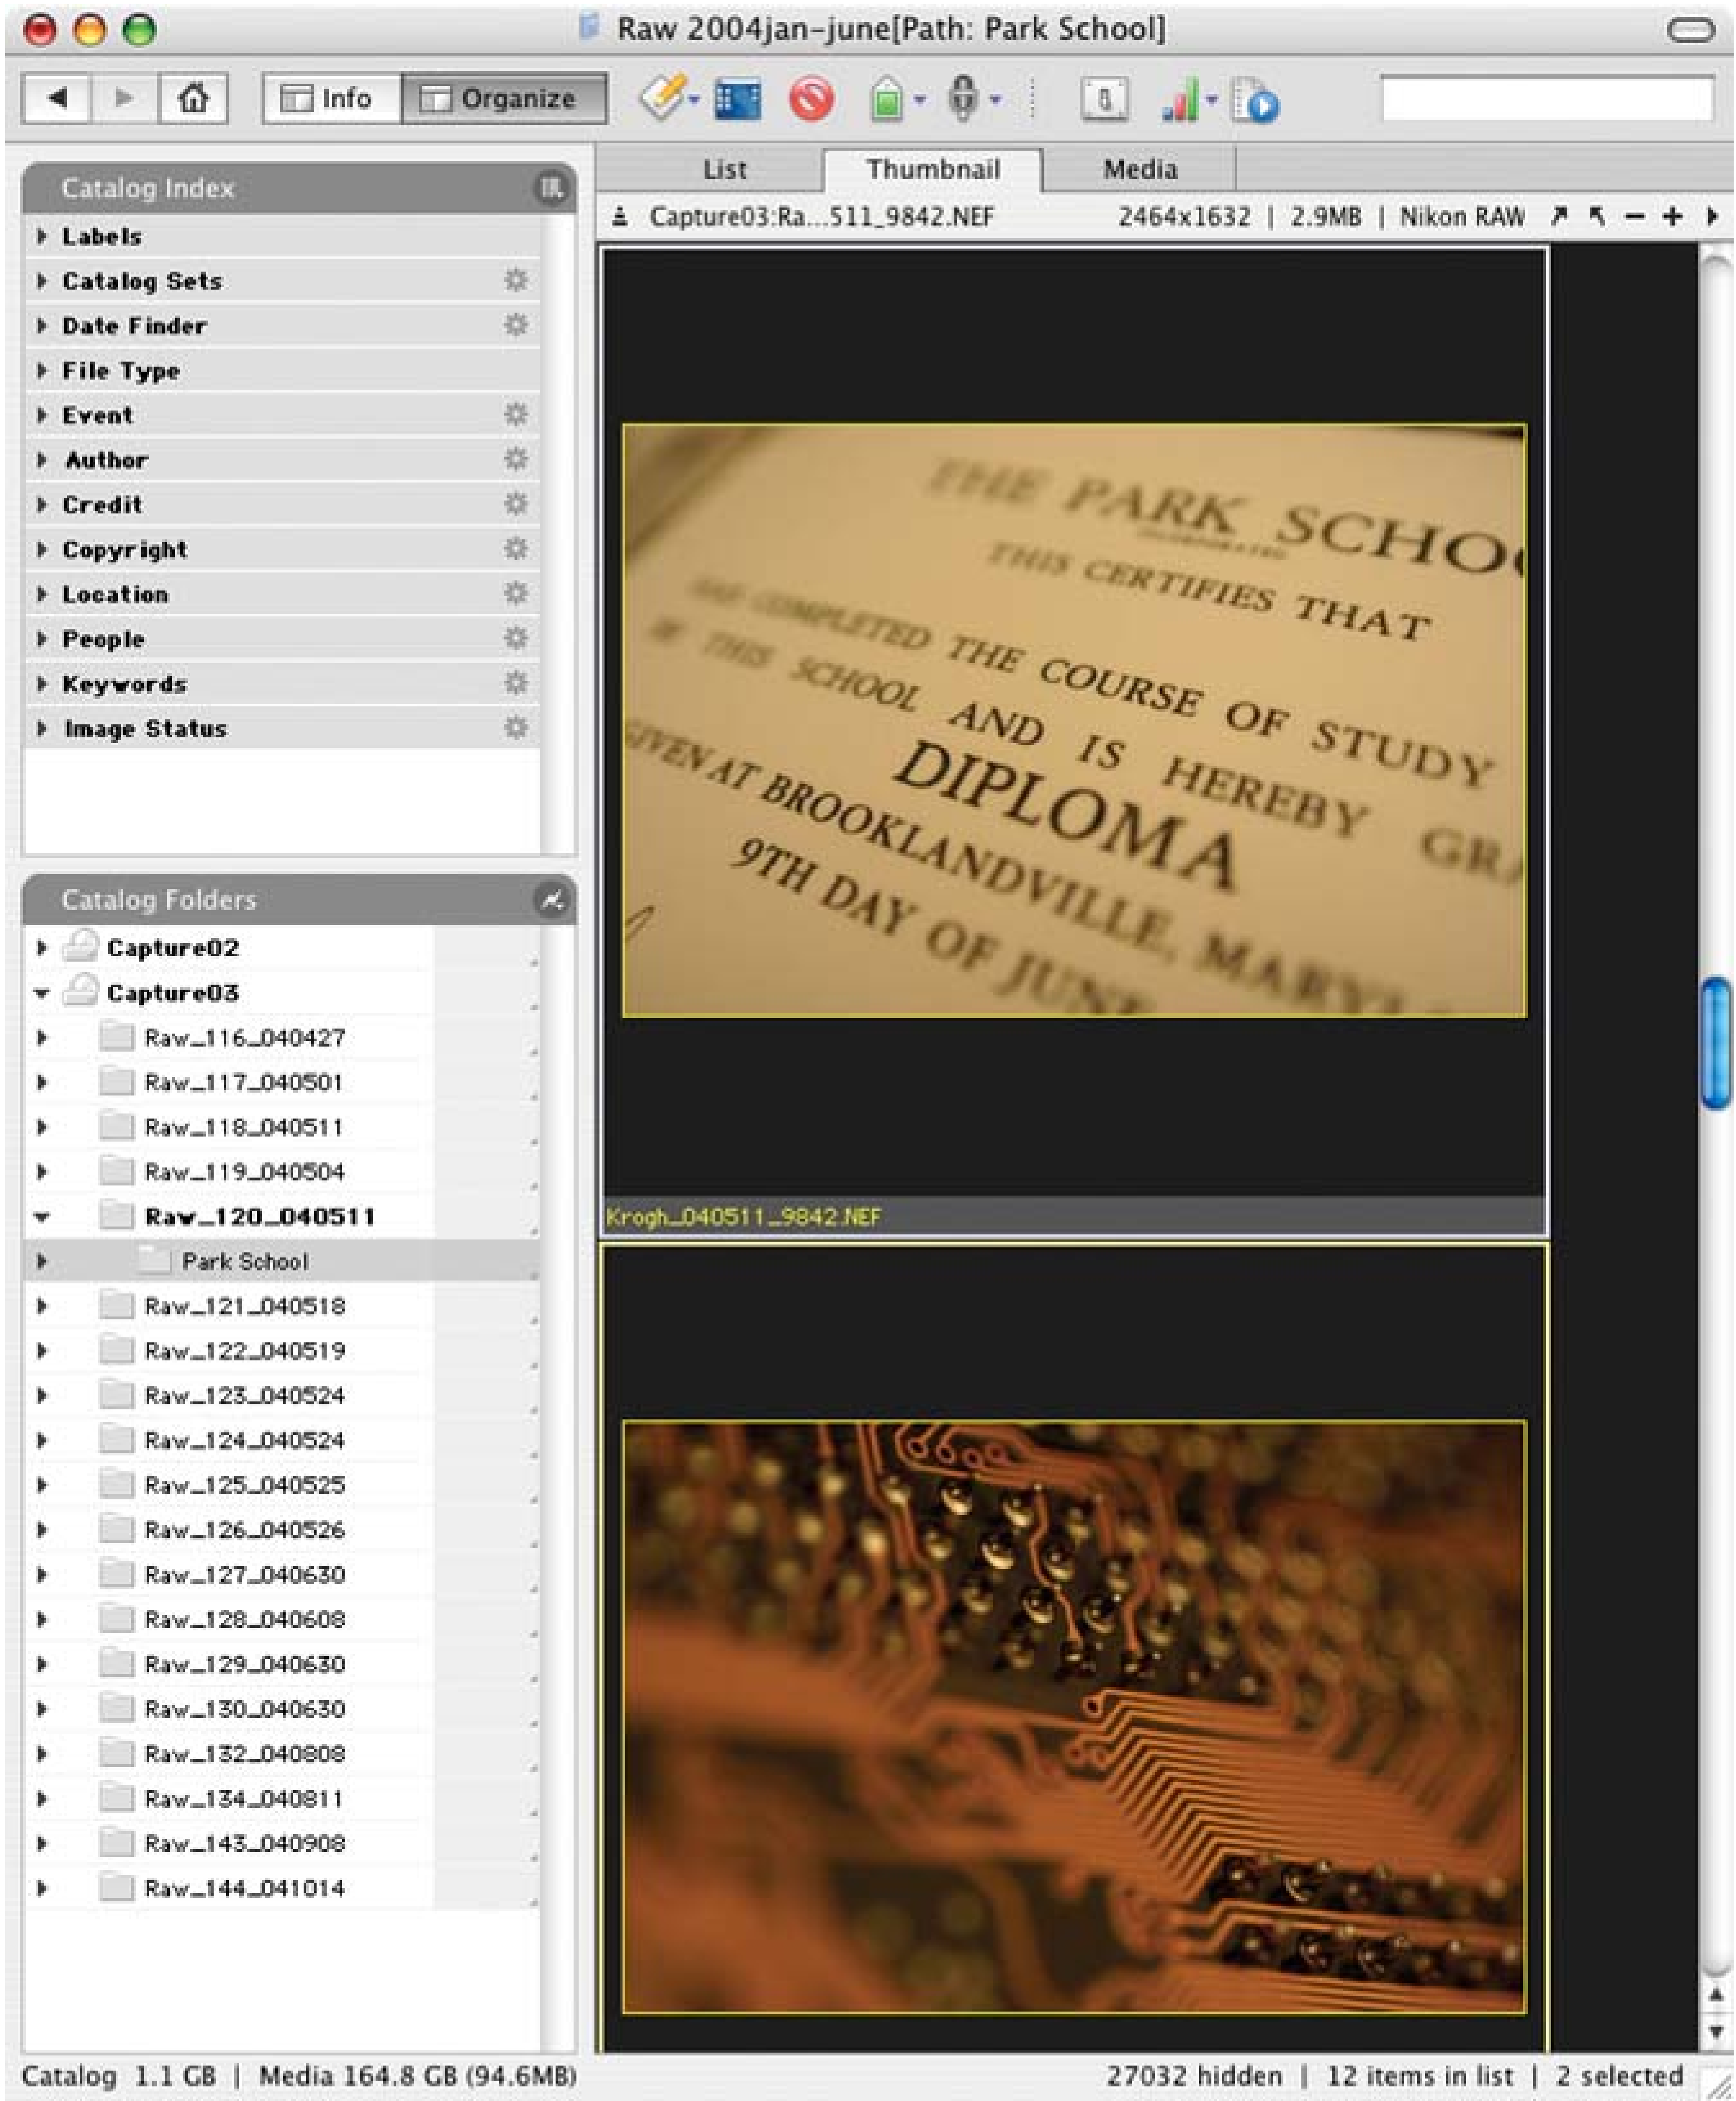 Raw 2004jan-june[Path: Park School]
Info
Organize
List
Thumbnail
Media
Capture03:Ra...511_9842.NEF 2464x1632 | 2.9MB | Nikon RAW
Catalog Index
Labels
Catalog Sets
Date Finder
File Type
Event
Author
Credit
Copyright
Location
People
Keywords
Image Status
Catalog Folders
Capture02
Capture03
Raw_116_040427
Raw_117_040501
Raw_118_040511
Raw_119_040504
Raw_120_040511
Park School
Raw_121_040518
Raw_122_040519
Raw_123_040524
Raw_124_040524
Raw_125_040525
Raw_126_040526
Raw_127_040630
Raw_128_040608
Raw_129_040630
Raw_130_040630
Raw_132_040808
Raw_134_040811
Raw_143_040908
Raw_144_041014
THE PARK SCHOO
THIS CERTIFIES THAT
HAS COMPLETED THE COURSE OF STUDY
THIS SCHOOL AND IS HEREBY GRA
DIPLOMA
GIVEN AT BROOKLANDVILLE, MARYL
9TH DAY OF JUNE
Krogh_040511_9842.NEF
Catalog 1.1 GB | Media 164.8 GB (94.6MB)
27032 hidden | 12 items in list | 2 selected